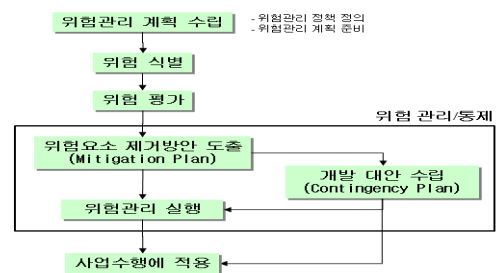 위험관리 계획 수립
- 위험관리 정책 정의
- 위험관리 계획 준비
위험 식별
위험 평가
위험 관리/통제
위험요소 제거방안 도출
(Mitigation Plan)
개발 대안 수립
(Contingency Plan)
위험관리 실행
사업수행에 적용